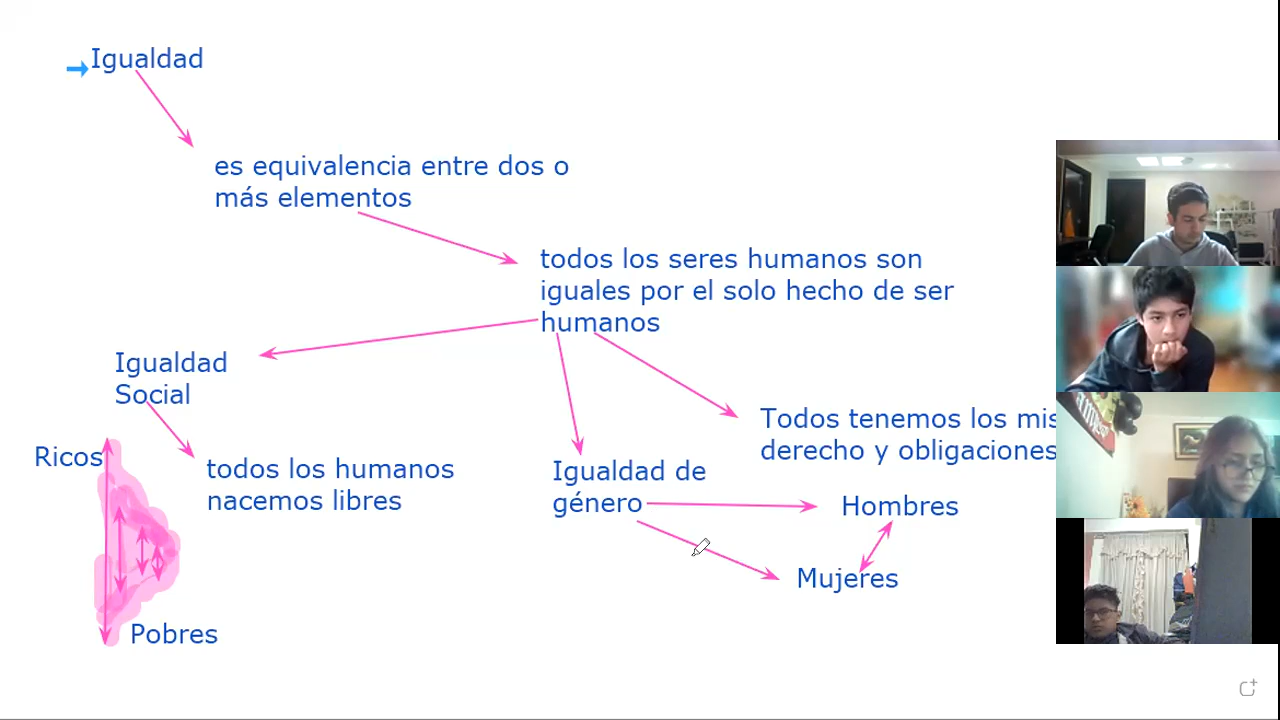 Igualdad
es equivalencia entre dos o
más elementos
todos los seres humanos son
iguales por el solo hecho de ser
humanos
Igualdad
Social
Ricos
todos los humanos
nacemos libres
Pobres
Igualdad de
género
Todos tenemos los mis
derecho y obligaciones
Hombres
Mujeres